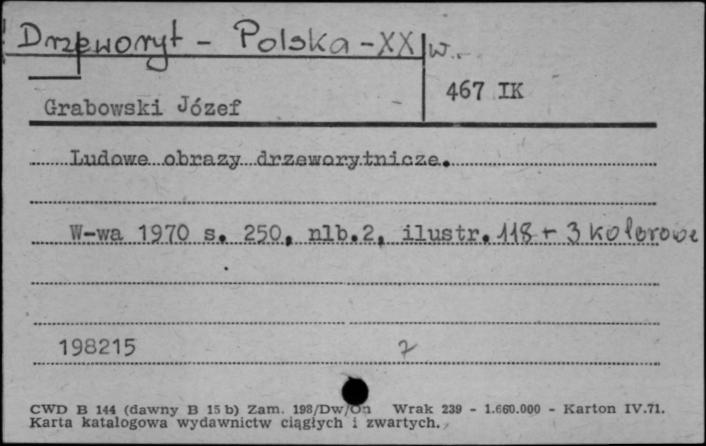 Drzeworyt - Polska - XX w.
467 IK
Grabowski Józef
Ludowe obrazy drzeworytnicze.
W-wa 1970 s. 250, nlb.2, ilustr. 118 + 3 kolorowe
198215 7
CWD B 144 (dawny B 15 b) Zam. 198/Dw/On Wrak 239 - 1.660.000 - Karton IV.71.
Karta katalogowa wydawnictw ciągłych i zwartych.